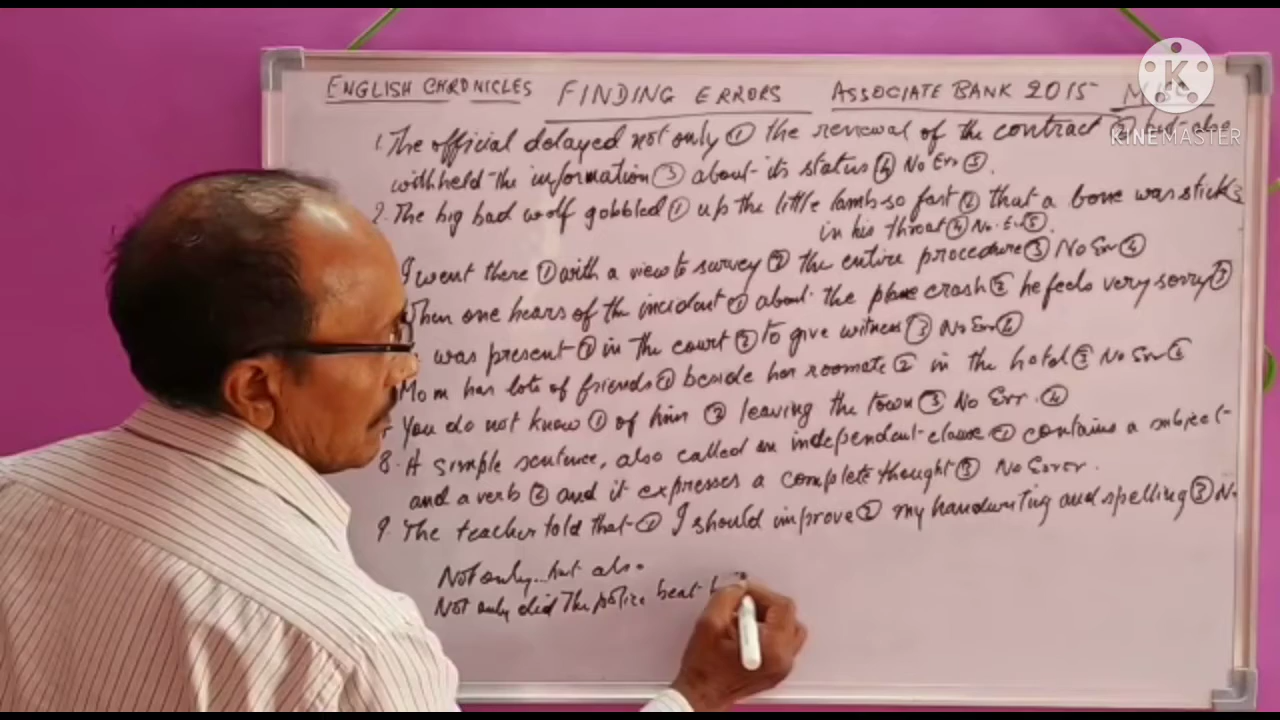 ENGLISH CHRONICLES FINDING ERRORS ASSOCIATE BANK 2015
K
KINEMASTER
1. The official delayed not only ① the renewal of the contract ② but also
withheld the information ③ about its status ④ No Err ⑤.
2. The big bad wolf gobbled ① up the little lamb so fast ② that a bone was stick ③
in his throat ④ No. Err ⑤.
I went there ① with a view to survey ② the entire procedure ③ No Err ④
When one hears of the incident ① about the plane crash ② he feels very sorry ③
was present ① in the court ② to give witness ③ No Err ④
Mom has lots of friends ① beside her roomate ② in the hotel ③ No Err
You do not know ① of him ② leaving the town ③ No Err. ④
8. A simple sentence, also called an independent clause ① contains a subject
and a verb ② and it expresses a complete thought ③ No Error.
9. The teacher told that ① I should improve ② my handwriting and spelling ③ N.
Not only... but also
Not only did The police beat